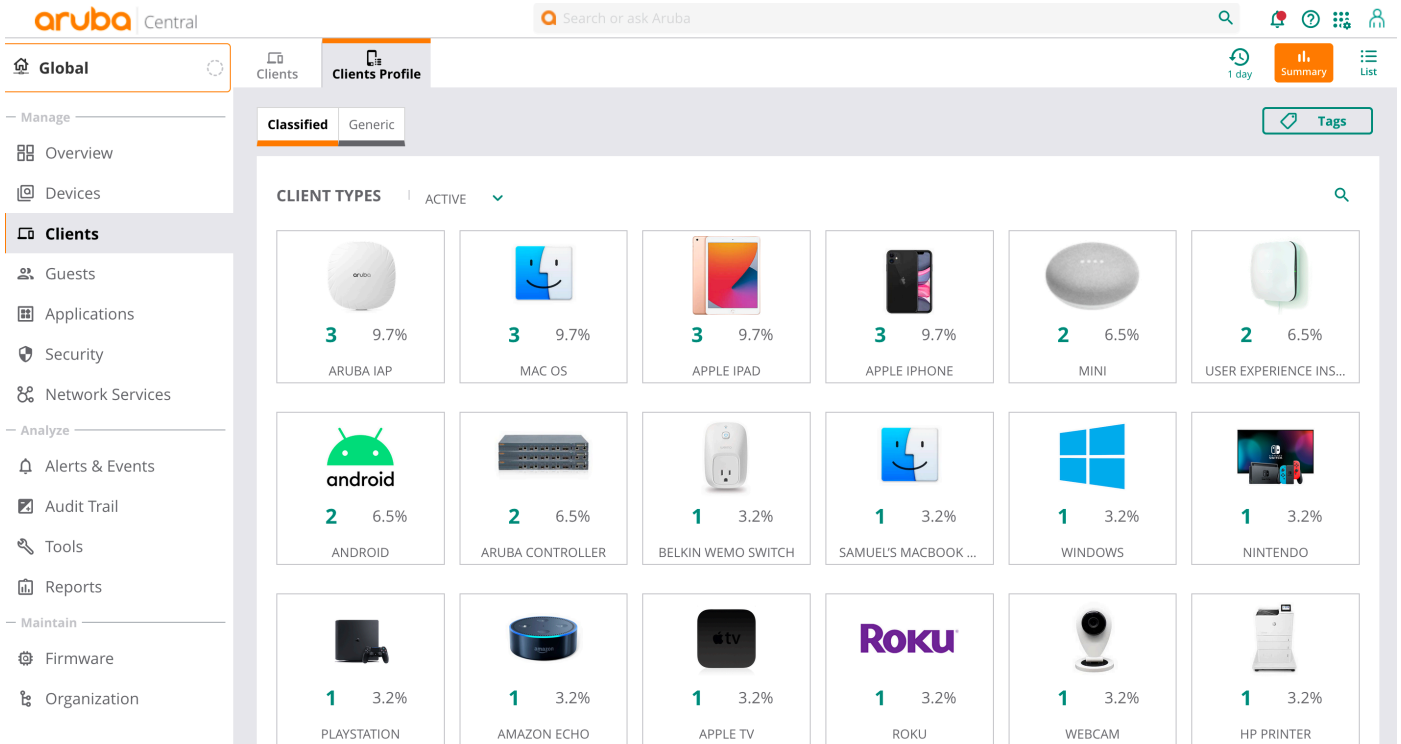 aruba Central
Search or ask Aruba
Global
Clients
Clients Profile
1 day
Summary
List
Manage
Overview
Devices
Clients
Guests
Applications
Security
Network Services
Analyze
Alerts & Events
Audit Trail
Tools
Reports
Maintain
Firmware
Organization
Classified
Generic
Tags
CLIENT TYPES
ACTIVE
aruba
3 9.7%
ARUBA IAP
3 9.7%
MAC OS
3 9.7%
APPLE IPAD
3 9.7%
APPLE IPHONE
2 6.5%
MINI
2 6.5%
USER EXPERIENCE INS...
android
2 6.5%
ANDROID
2 6.5%
ARUBA CONTROLLER
1 3.2%
BELKIN WEMO SWITCH
1 3.2%
SAMUEL'S MACBOOK ...
1 3.2%
WINDOWS
1 3.2%
NINTENDO
1 3.2%
PLAYSTATION
amazon
1 3.2%
AMAZON ECHO
tv
1 3.2%
APPLE TV
ROKU
1 3.2%
ROKU
1 3.2%
WEBCAM
1 3.2%
HP PRINTER